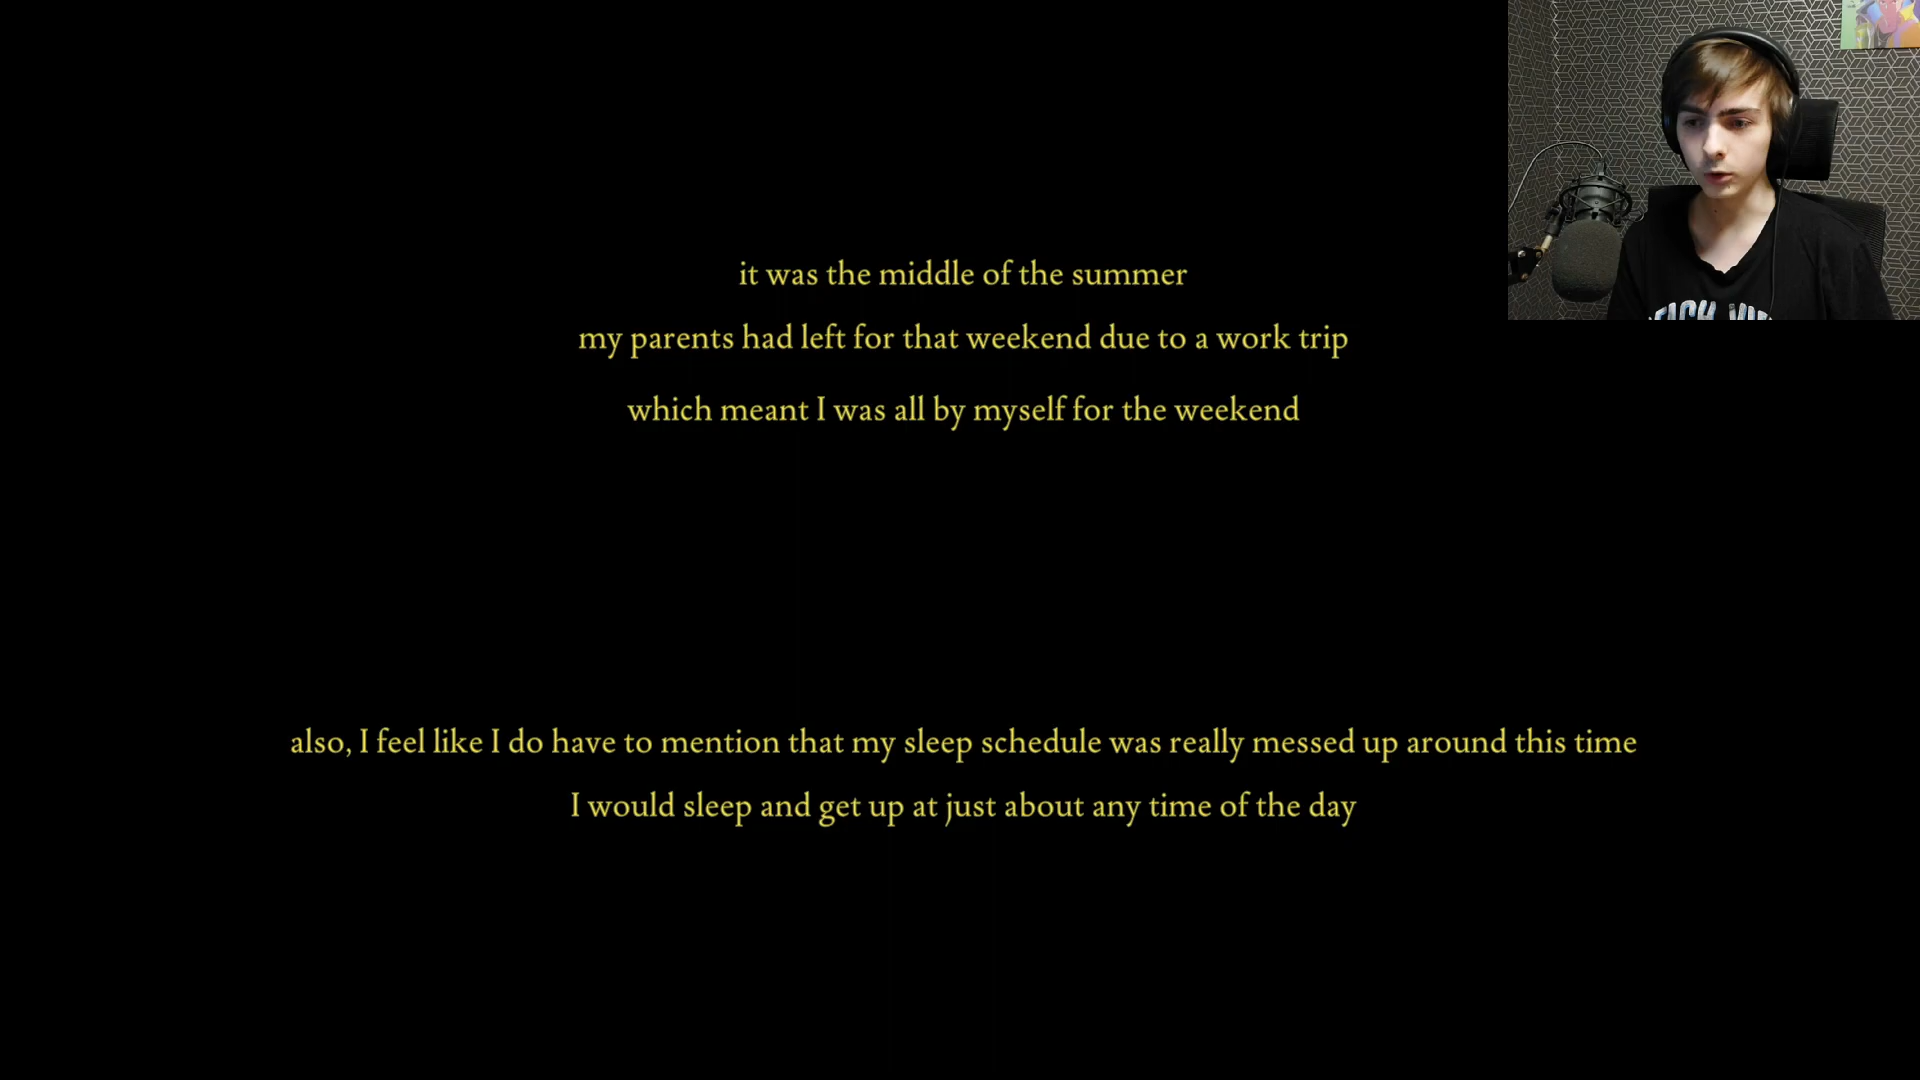 it was the middle of the summer
my parents had left for that weekend due to a work trip
which meant I was all by myself for the weekend
also, I feel like I do have to mention that my sleep schedule was really messed up around this time
I would sleep and get up at just about any time of the day